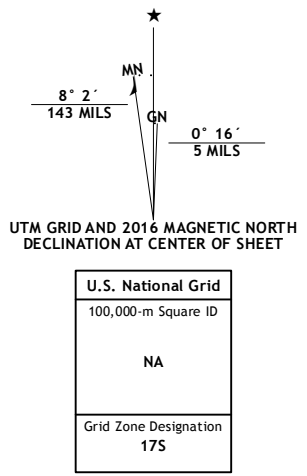 MN
8° 2´
143 MILS
GN
0° 16´
5 MILS
UTM GRID AND 2016 MAGNETIC NORTH
DECLINATION AT CENTER OF SHEET
U.S. National Grid
100,000-m Square ID
NA
Grid Zone Designation
17S